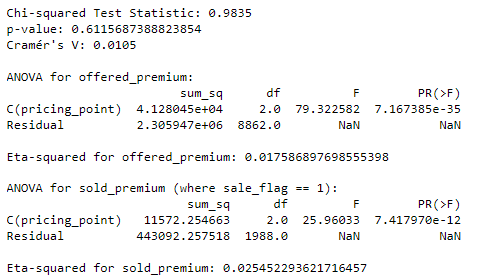 Chi-squared Test Statistic: 0.9835
p-value: 0.6115687388823854
Cramér's V: 0.0105
ANOVA for offered_premium:
sum_sq df F PR(>F)
C(pricing_point) 4.128045e+04 2.0 79.322582 7.167385e-35
Residual 2.305947e+06 8862.0 NaN NaN
Eta-squared for offered_premium: 0.017586897698555398
ANOVA for sold_premium (where sale_flag == 1):
sum_sq df F PR(>F)
C(pricing_point) 11572.254663 2.0 25.96033 7.417970e-12
Residual 443092.257518 1988.0 NaN NaN
Eta-squared for sold_premium: 0.025452293621716457